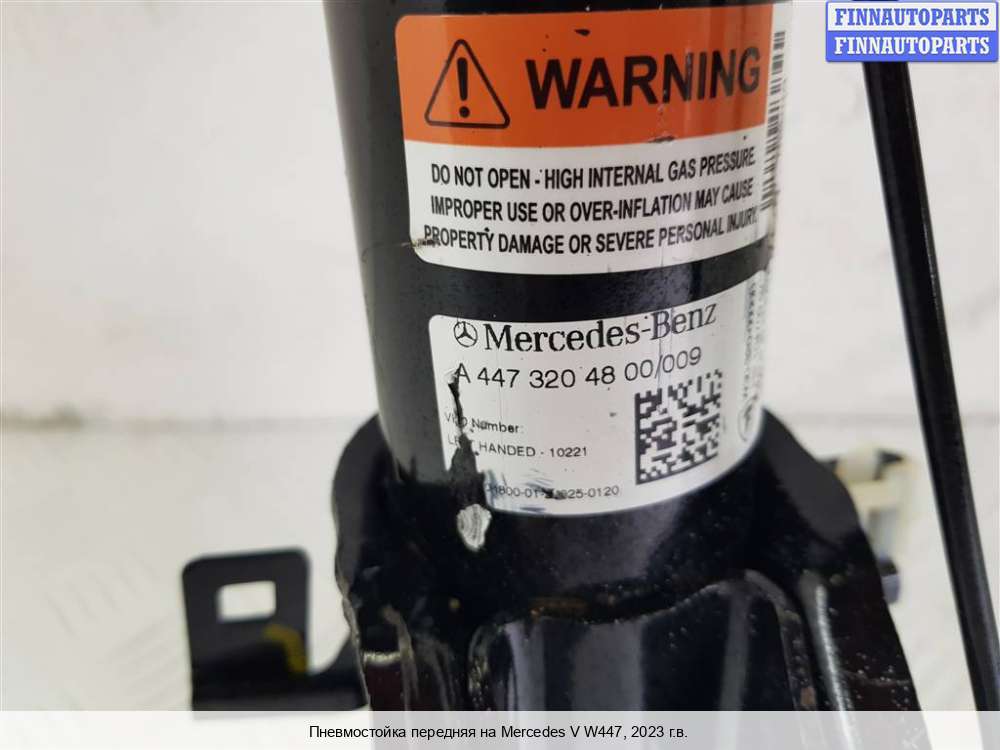 FINNAUTOPARTS
FINNAUTOPARTS
WARNING
DO NOT OPEN - HIGH INTERNAL GAS PRESSURE
IMPROPER USE OR OVER-INFLATION MAY CAUSE
PROPERTY DAMAGE OR SEVERE PERSONAL INJURY.
Mercedes-Benz
A 447 320 48 00/009
Number:
HANDED - 10221
Пневмостойка передняя на Mercedes V W447, 2023 г.в.